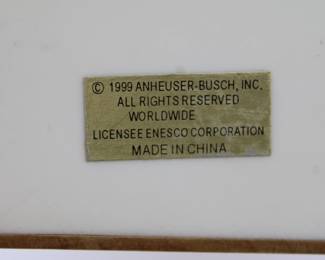 © 1999 ANHEUSER-BUSCH, INC.
ALL RIGHTS RESERVED
WORLDWIDE
LICENSEE ENESCO CORPORATION
MADE IN CHINA